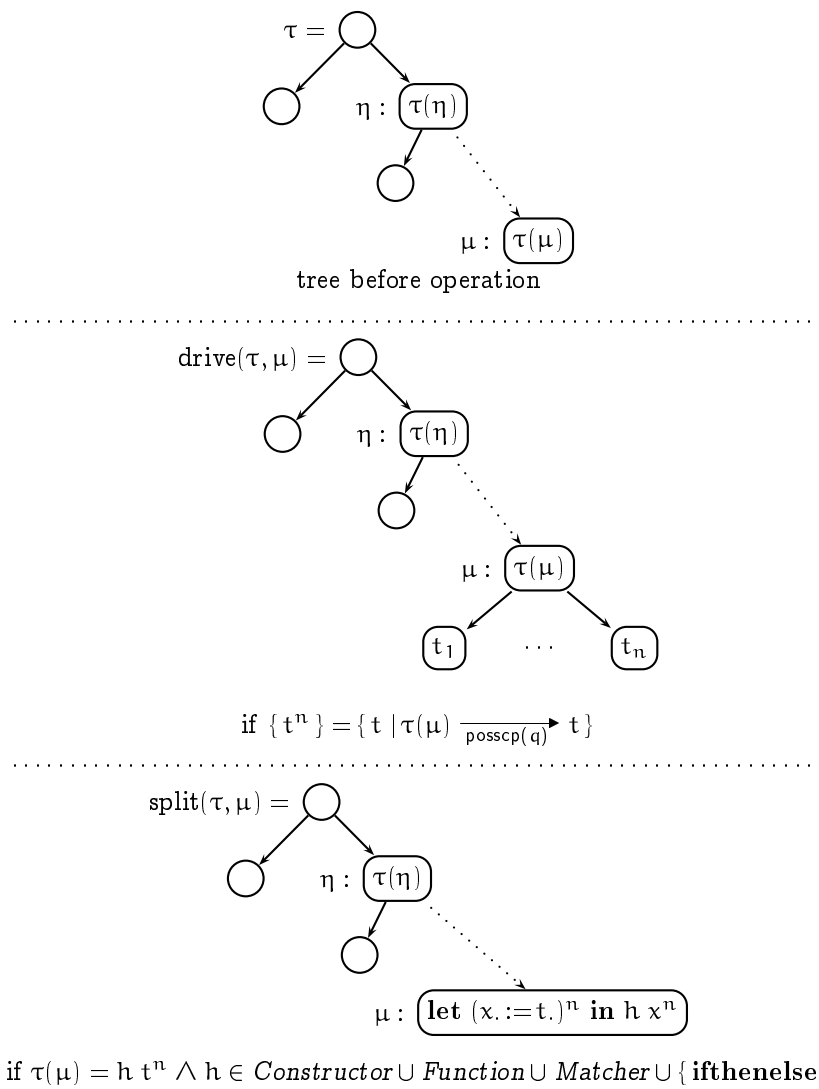 τ =
η : τ(η)
μ : τ(μ)
tree before operation
drive(τ, μ) =
η : τ(η)
μ : τ(μ)
t₁ ··· tₙ
if { tⁿ } = { t | τ(μ) ⟶ posscp(q) t }
split(τ, μ) =
η : τ(η)
μ : let (x. := t.)ⁿ in h xⁿ
if τ(μ) = h tⁿ ∧ h ∈ Constructor ∪ Function ∪ Matcher ∪ { ifthenelse